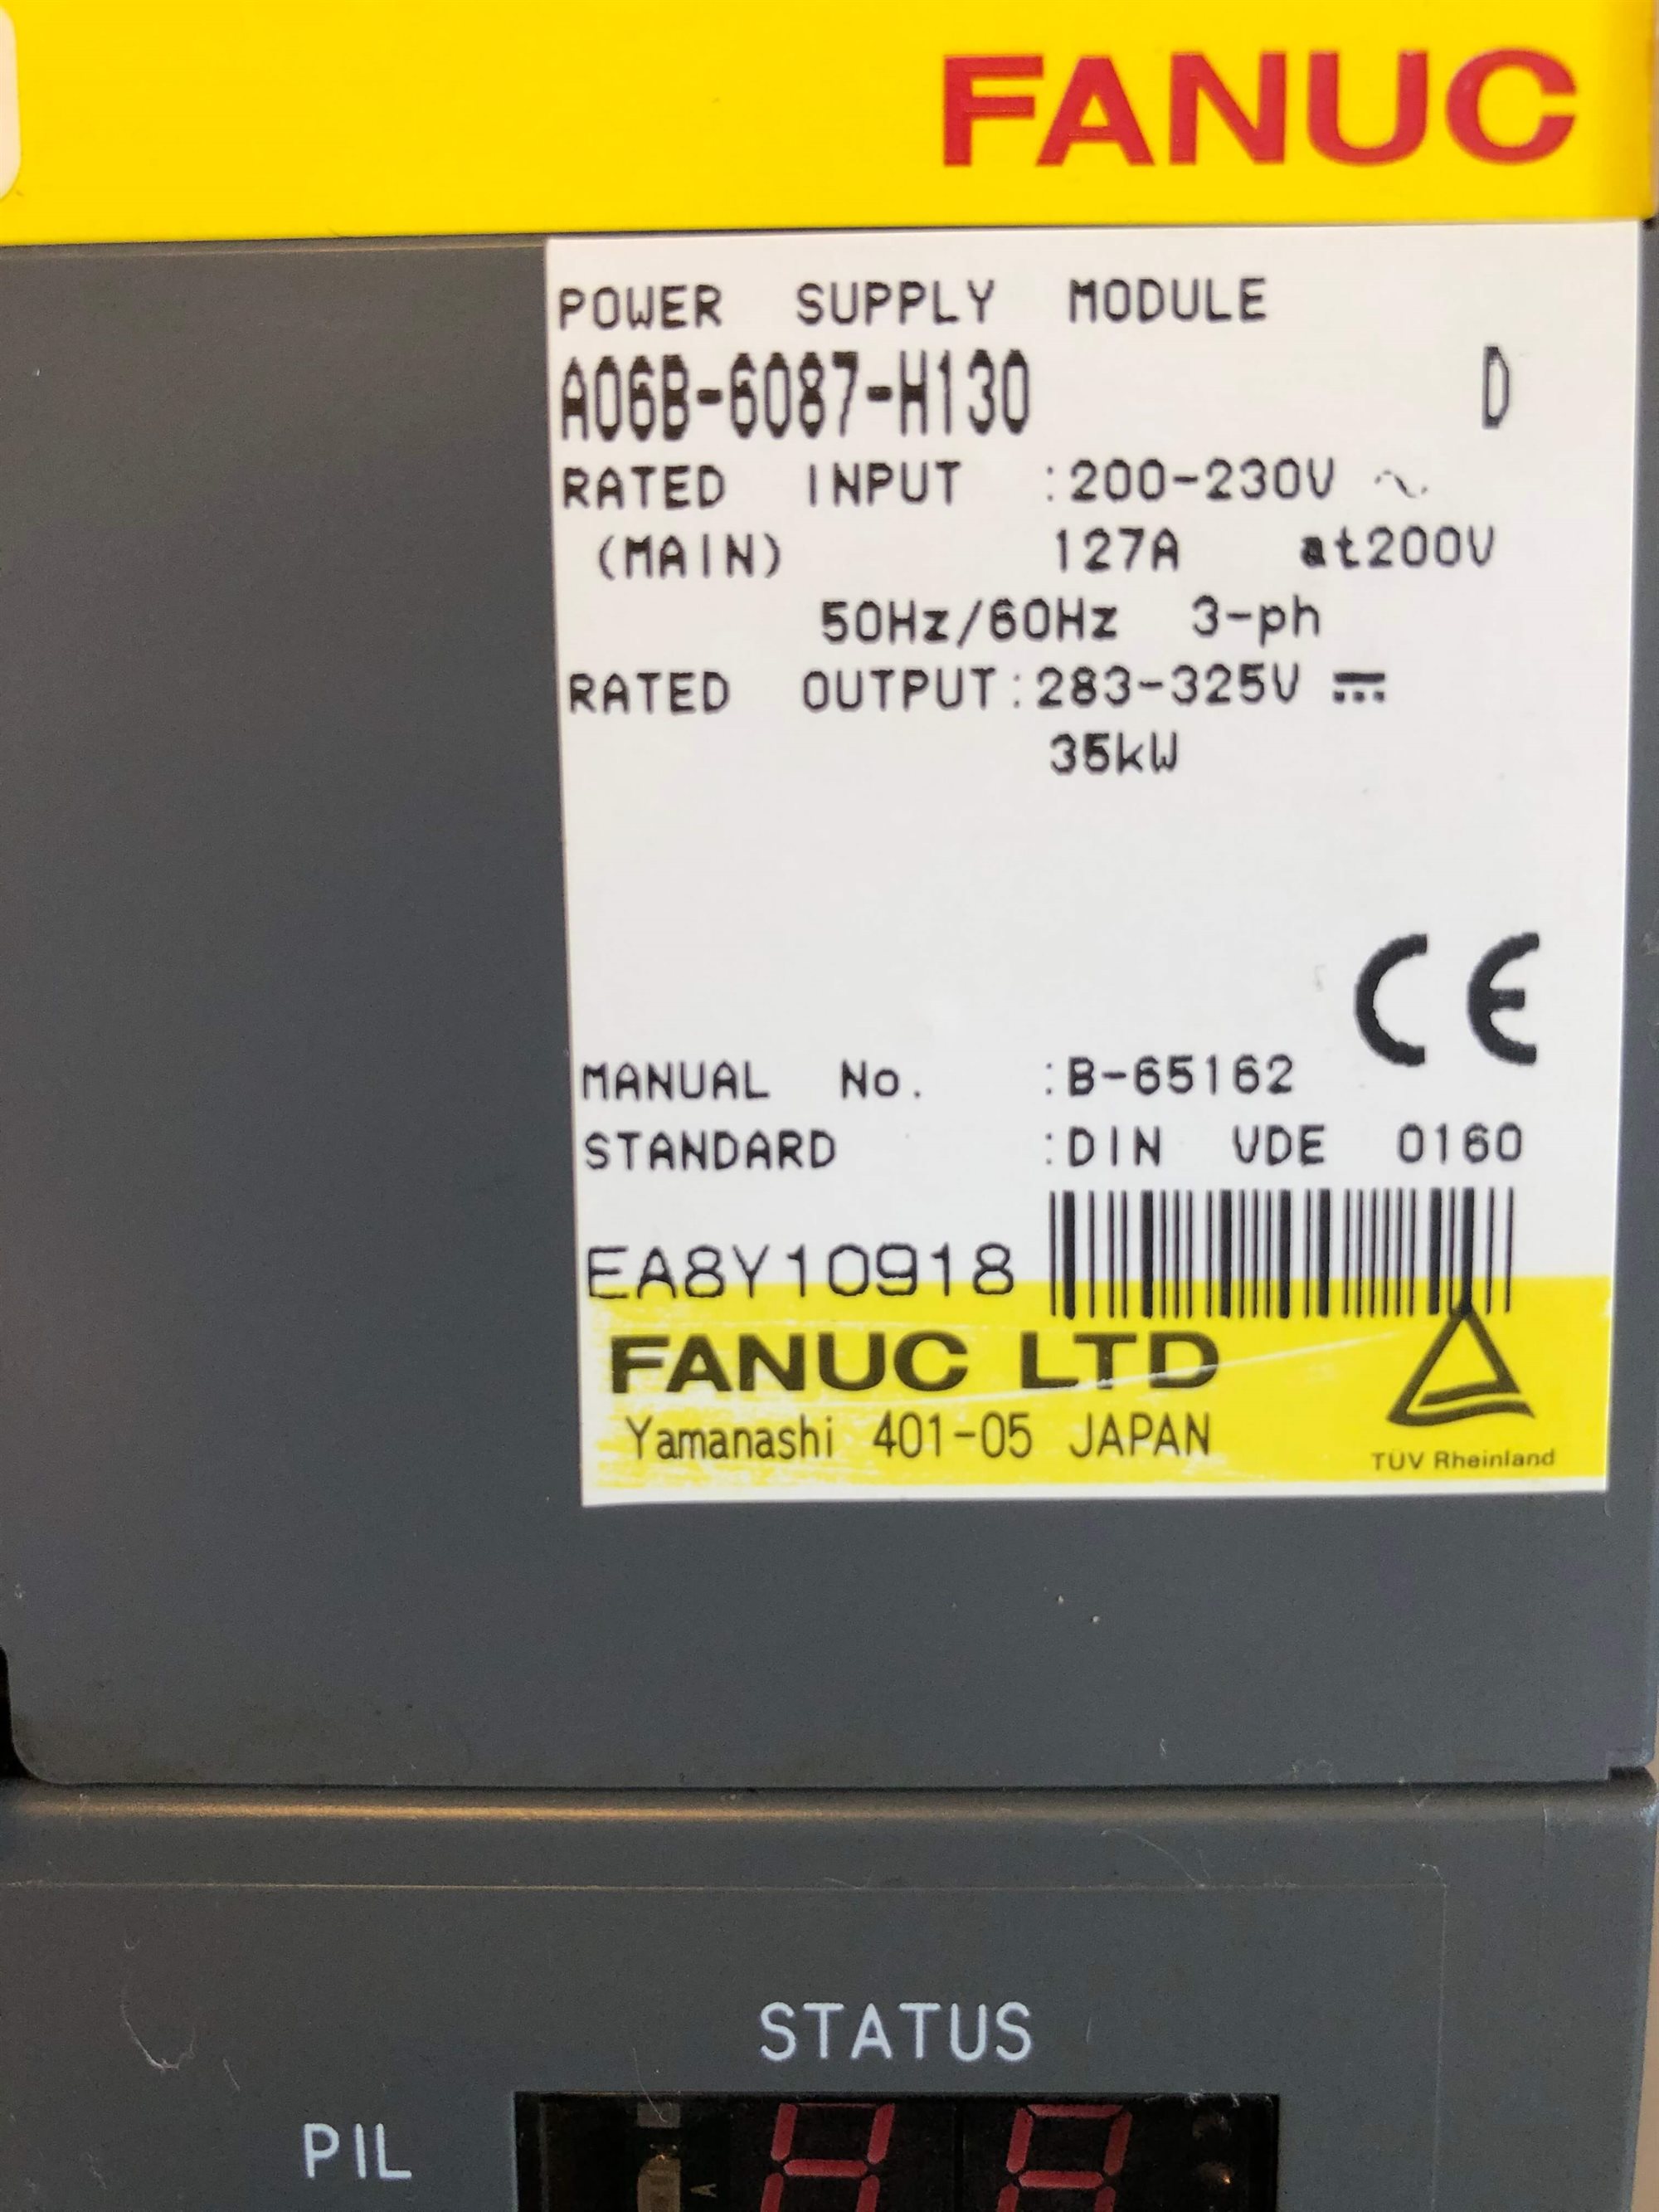 FANUC
POWER SUPPLY MODULE
A06B-6087-H130 D
RATED INPUT :200-230V ∿
(MAIN) 127A at200V
50Hz/60Hz 3-ph
RATED OUTPUT:283-325V ⎓
35kW
CE
MANUAL No. :B-65162
STANDARD :DIN VDE 0160
EA8Y10918
FANUC LTD
Yamanashi 401-05 JAPAN
TÜV Rheinland
STATUS
PIL